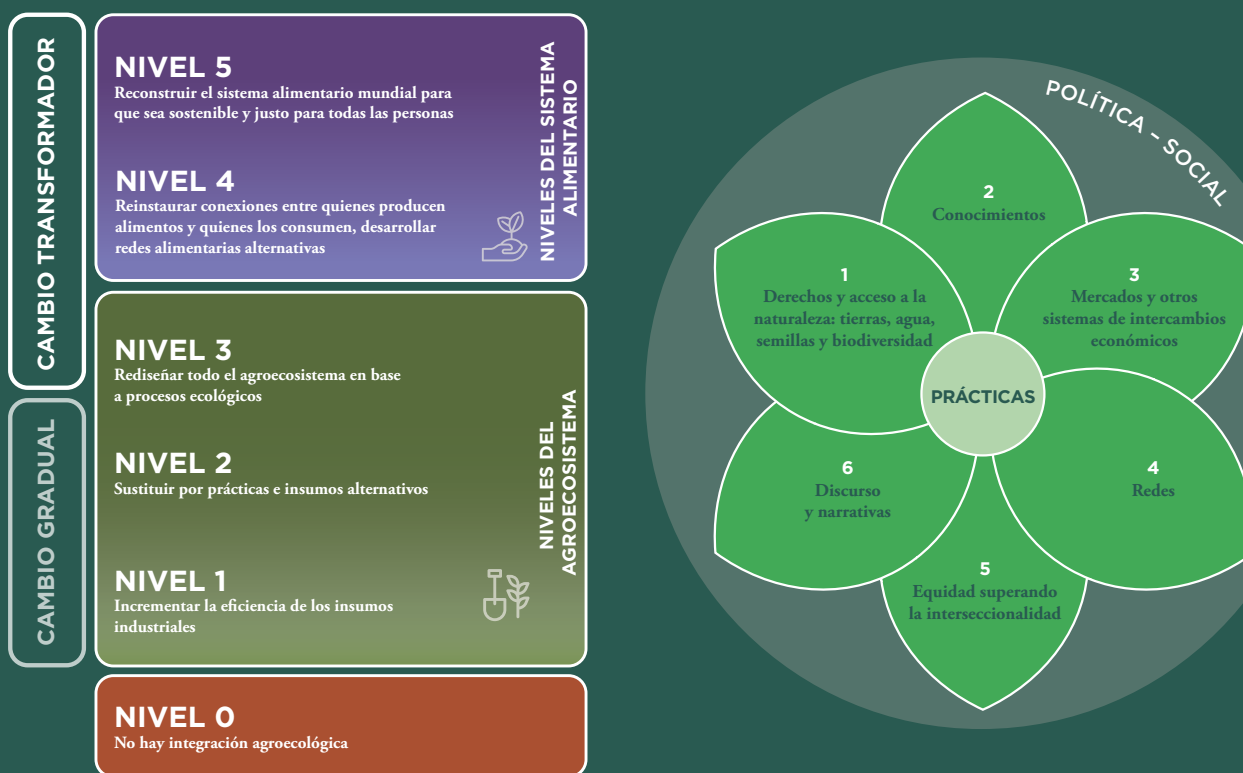 CAMBIO TRANSFORMADOR
NIVEL 5
Reconstruir el sistema alimentario mundial para
que sea sostenible y justo para todas las personas
NIVEL 4
Reinstaurar conexiones entre quienes producen
alimentos y quienes los consumen, desarrollar
redes alimentarias alternativas
NIVELES DEL SISTEMA
ALIMENTARIO
NIVEL 3
Rediseñar todo el agroecosistema en base
a procesos ecológicos
CAMBIO GRADUAL
NIVEL 2
Sustituir por prácticas e insumos alternativos
NIVEL 1
Incrementar la eficiencia de los insumos
industriales
NIVELES DEL
AGROECOSISTEMA
NIVEL 0
No hay integración agroecológica
POLÍTICA – SOCIAL
1
Derechos y acceso a la
naturaleza: tierras, agua,
semillas y biodiversidad
2
Conocimientos
3
Mercados y otros
sistemas de intercambios
económicos
PRÁCTICAS
4
Redes
5
Equidad superando
la interseccionalidad
6
Discurso
y narrativas